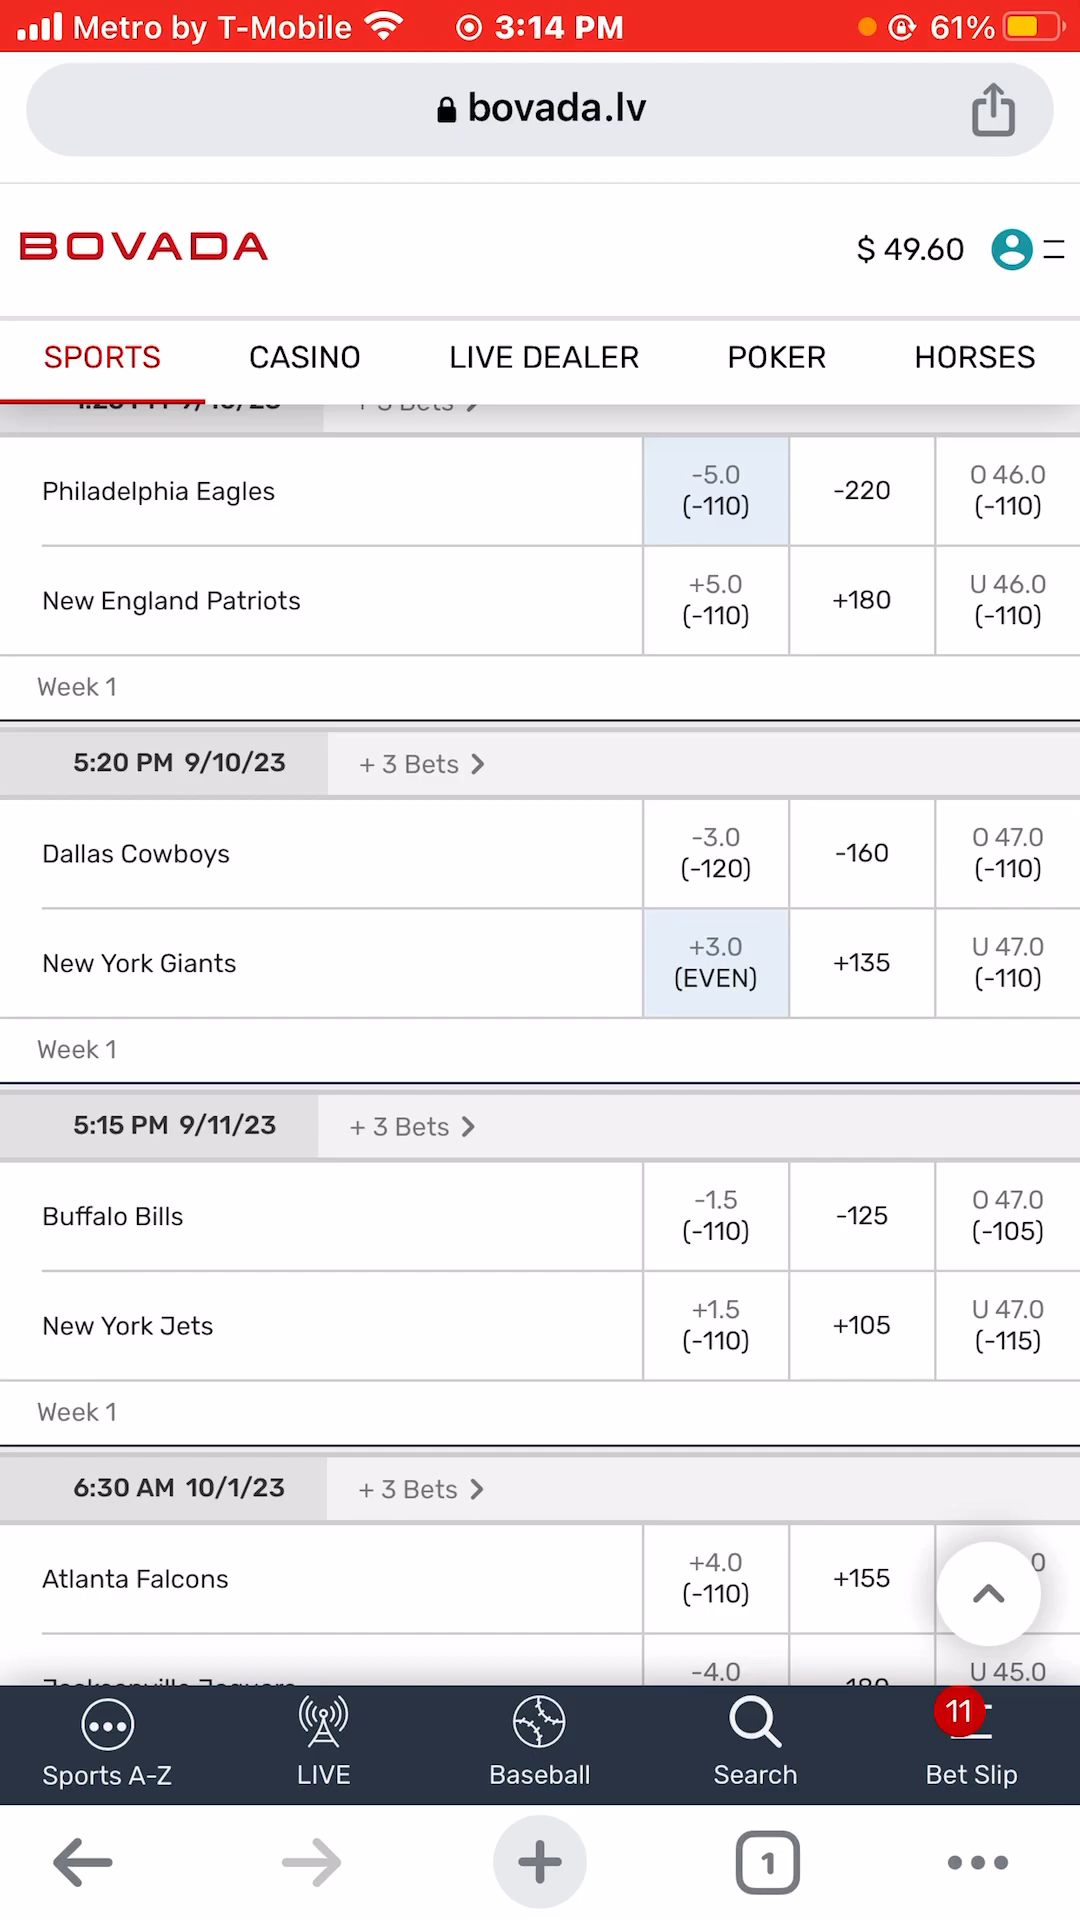 Metro by T-Mobile 3:14 PM 61%
bovada.lv
BOVADA $ 49.60
SPORTS CASINO LIVE DEALER POKER HORSES
Philadelphia Eagles -5.0 (-110) -220 O 46.0 (-110)
New England Patriots +5.0 (-110) +180 U 46.0 (-110)
Week 1
5:20 PM 9/10/23 + 3 Bets
Dallas Cowboys -3.0 (-120) -160 O 47.0 (-110)
New York Giants +3.0 (EVEN) +135 U 47.0 (-110)
Week 1
5:15 PM 9/11/23 + 3 Bets
Buffalo Bills -1.5 (-110) -125 O 47.0 (-105)
New York Jets +1.5 (-110) +105 U 47.0 (-115)
Week 1
6:30 AM 10/1/23 + 3 Bets
Atlanta Falcons +4.0 (-110) +155 0
-4.0 U 45.0
11
Sports A-Z LIVE Baseball Search Bet Slip
1